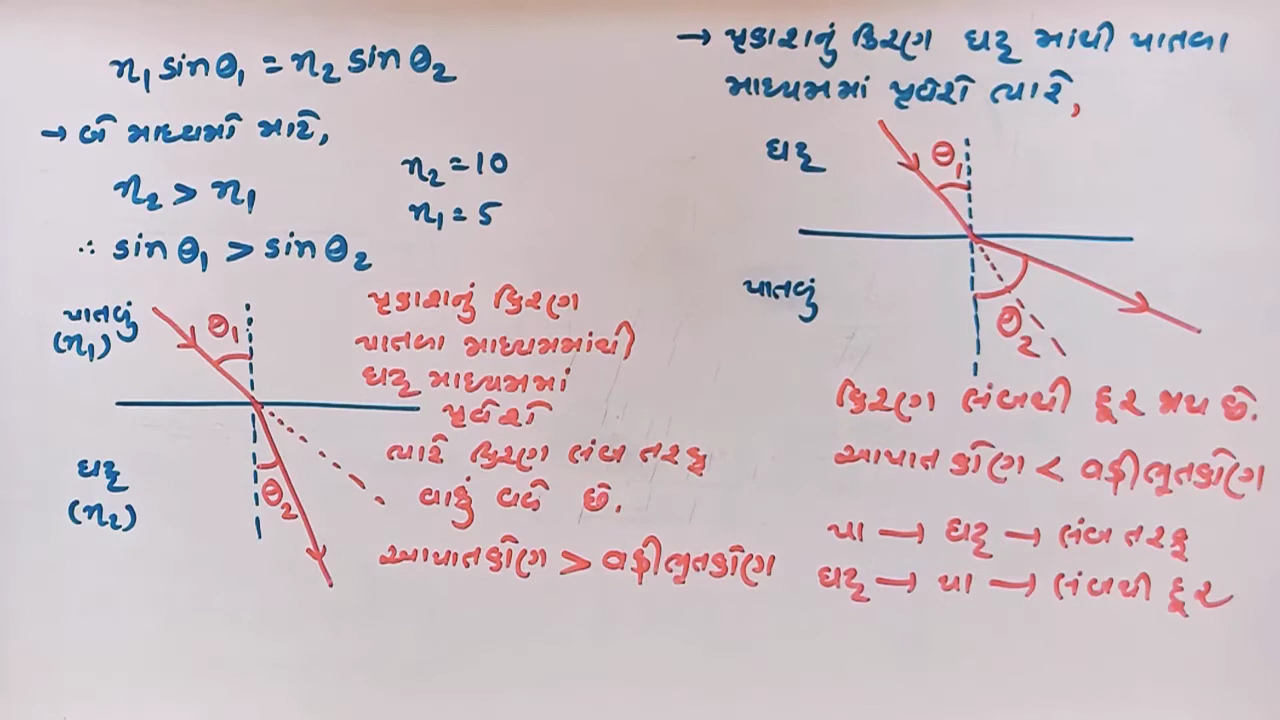 n₁ sinθ₁ = n₂ sinθ₂
→ બે માધ્યમો માટે,
n₂ > n₁
n₂ = 10
n₁ = 5
∴ sinθ₁ > sinθ₂
પાતળું
(n₁)
θ₁
ઘટ્ટ
(n₂)
θ₂
પ્રકાશનું કિરણ
પાતળા માધ્યમમાંથી
ઘટ્ટ માધ્યમમાં
પ્રવેશે
ત્યારે કિરણ લંબ તરફ
વાકું વળે છે.
આપાતકોણ > વક્રીભૂતકોણ
→ પ્રકાશનું કિરણ ઘટ્ટ માંથી પાતળા
માધ્યમમાં પ્રવેશે ત્યારે,
ઘટ્ટ
θ₁
પાતળું
θ₂
કિરણ લંબથી દૂર જાય છે.
આપાત કોણ < વક્રીભૂતકોણ
પા → ઘટ્ટ → લંબ તરફ
ઘટ્ટ → પા → લંબથી દૂર